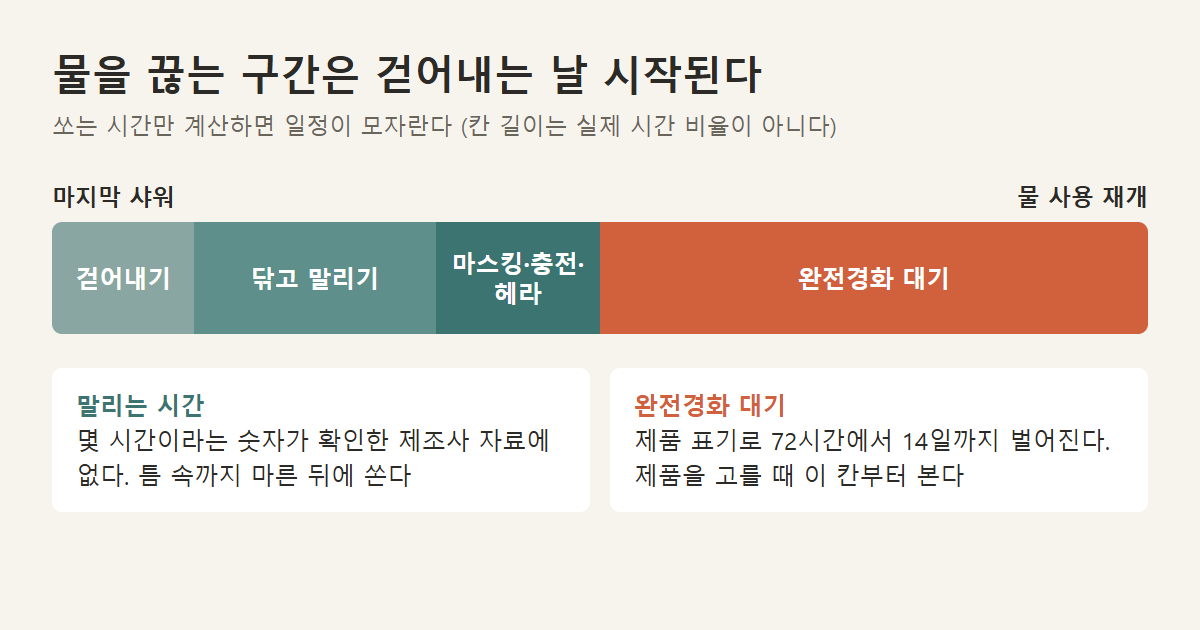 물을 끊는 구간은 걷어내는 날 시작된다
쏘는 시간만 계산하면 일정이 모자란다 (칸 길이는 실제 시간 비율이 아니다)
마지막 샤워
물 사용 재개
걷어내기
닦고 말리기
마스킹·충전·
헤라
완전경화 대기
말리는 시간
몇 시간이라는 숫자가 확인한 제조사 자료에
없다. 틈 속까지 마른 뒤에 쏜다
완전경화 대기
제품 표기로 72시간에서 14일까지 벌어진다.
제품을 고를 때 이 칸부터 본다